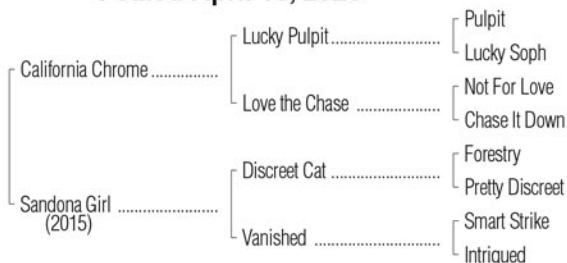 Pulpit
Lucky Pulpit
Lucky Soph
California Chrome
Not For Love
Love the Chase
Chase It Down
Forestry
Discreet Cat
Pretty Discreet
Sandona Girl
(2015)
Smart Strike
Vanished
Intrigued